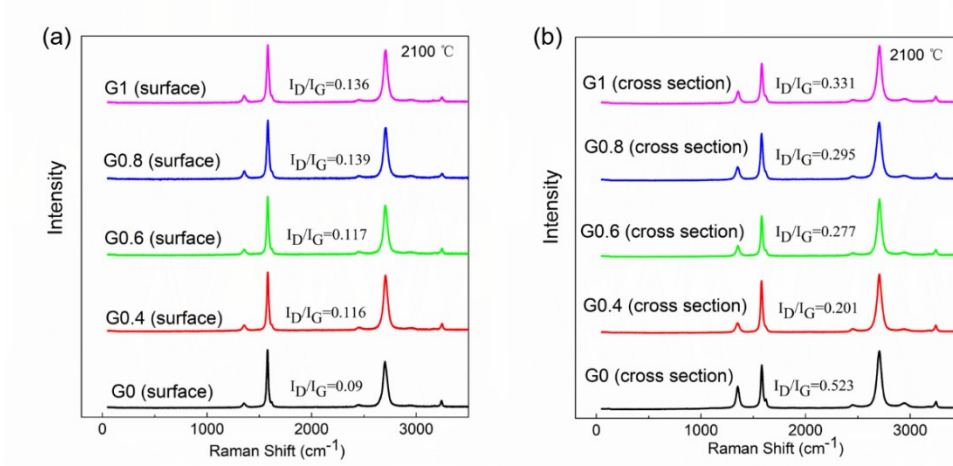 (a)
2100 ℃
G1 (surface)
I_D/I_G=0.136
G0.8 (surface)
I_D/I_G=0.139
G0.6 (surface)
I_D/I_G=0.117
G0.4 (surface)
I_D/I_G=0.116
G0 (surface)
I_D/I_G=0.09
Intensity
0 1000 2000 3000
Raman Shift (cm⁻¹)
(b)
2100 ℃
G1 (cross section)
I_D/I_G=0.331
G0.8 (cross section)
I_D/I_G=0.295
G0.6 (cross section)
I_D/I_G=0.277
G0.4 (cross section)
I_D/I_G=0.201
G0 (cross section)
I_D/I_G=0.523
Intensity
0 1000 2000 3000
Raman Shift (cm⁻¹)